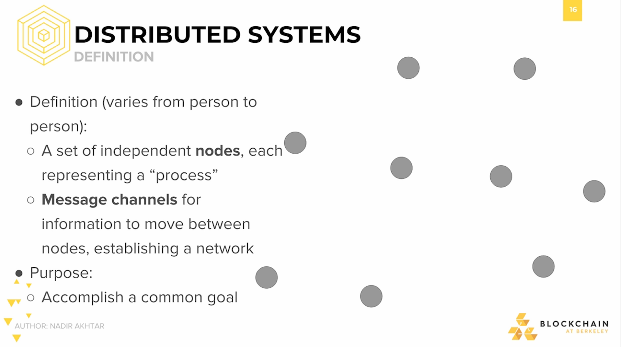 16
DISTRIBUTED SYSTEMS
DEFINITION
● Definition (varies from person to
person):
○ A set of independent nodes, each
representing a “process”
○ Message channels for
information to move between
nodes, establishing a network
● Purpose:
○ Accomplish a common goal
AUTHOR: NADIR AKHTAR
BLOCKCHAIN
AT BERKELEY